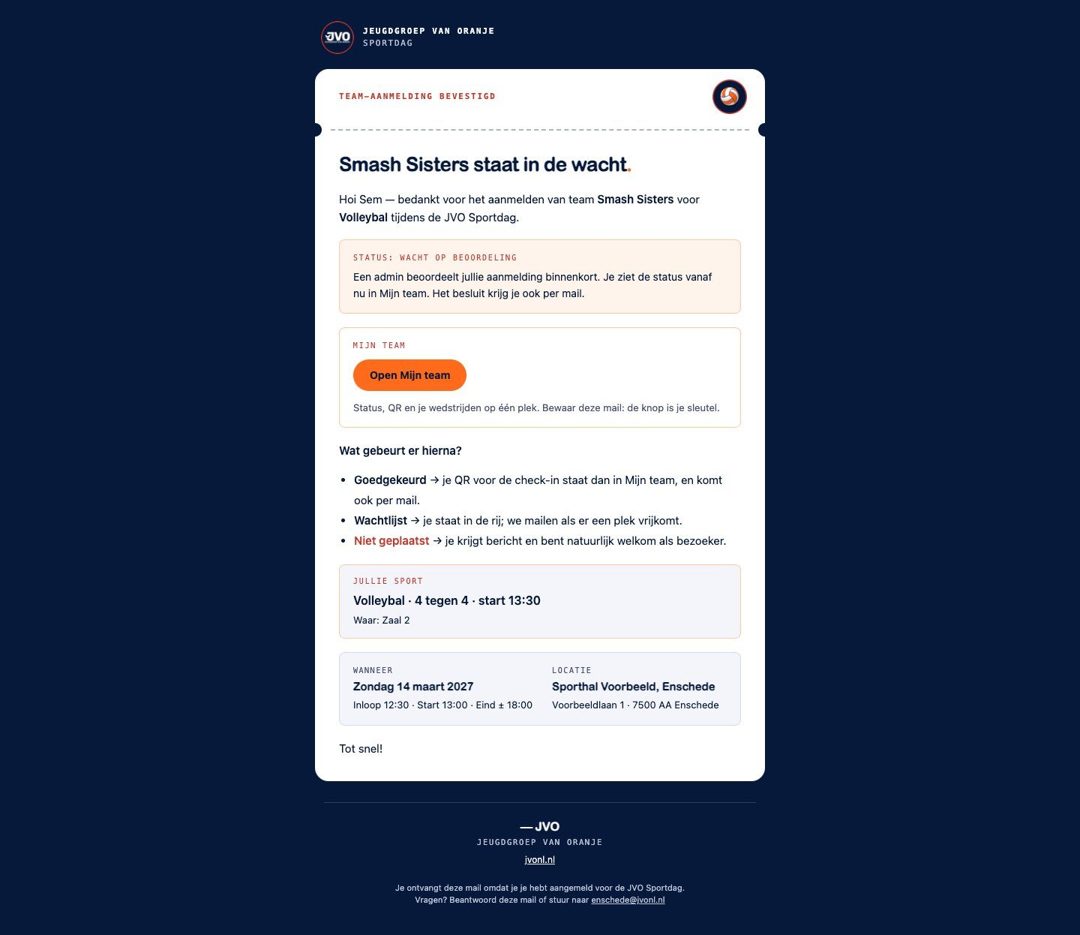 JVO
JEUGDGROEP VAN ORANJE
SPORTDAG
TEAM-AANMELDING BEVESTIGD
Smash Sisters staat in de wacht.
Hoi Sem — bedankt voor het aanmelden van team Smash Sisters voor
Volleybal tijdens de JVO Sportdag.
STATUS: WACHT OP BEOORDELING
Een admin beoordeelt jullie aanmelding binnenkort. Je ziet de status vanaf
nu in Mijn team. Het besluit krijg je ook per mail.
MIJN TEAM
Open Mijn team
Status, QR en je wedstrijden op één plek. Bewaar deze mail: de knop is je sleutel.
Wat gebeurt er hierna?
• Goedgekeurd → je QR voor de check-in staat dan in Mijn team, en komt
ook per mail.
• Wachtlijst → je staat in de rij; we mailen als er een plek vrijkomt.
• Niet geplaatst → je krijgt bericht en bent natuurlijk welkom als bezoeker.
JULLIE SPORT
Volleybal · 4 tegen 4 · start 13:30
Waar: Zaal 2
WANNEER
Zondag 14 maart 2027
Inloop 12:30 · Start 13:00 · Eind ± 18:00
LOCATIE
Sporthal Voorbeeld, Enschede
Voorbeeldlaan 1 · 7500 AA Enschede
Tot snel!
— JVO
JEUGDGROEP VAN ORANJE
jvonl.nl
Je ontvangt deze mail omdat je je hebt aangemeld voor de JVO Sportdag.
Vragen? Beantwoord deze mail of stuur naar enschede@jvonl.nl